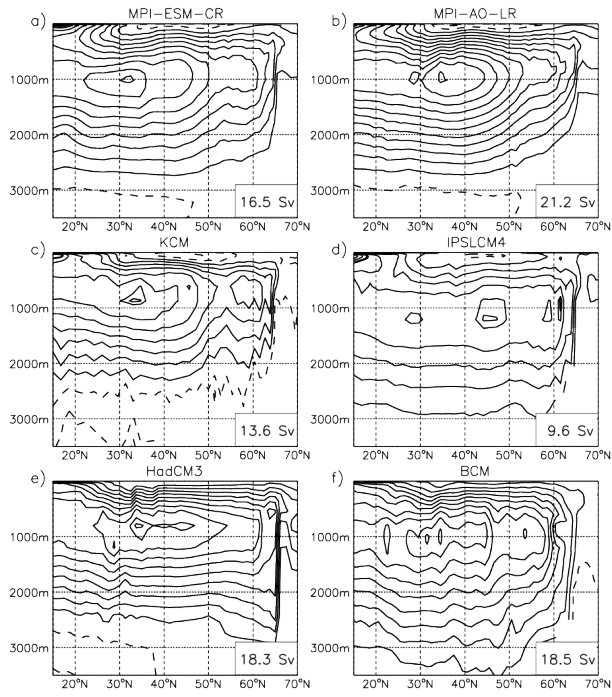 MPI-ESM-CR
MPI-AO-LR
a)
b)
1000m
1000m
2000m
2000m
3000m
3000m
16.5 Sv
21.2 Sv
20°N 30°N 40°N 50°N 60°N 70°N
20°N 30°N 40°N 50°N 60°N 70°N
KCM
IPSLCM4
c)
d)
1000m
1000m
2000m
2000m
3000m
3000m
13.6 Sv
9.6 Sv
20°N 30°N 40°N 50°N 60°N 70°N
20°N 30°N 40°N 50°N 60°N 70°N
HadCM3
BCM
e)
f)
1000m
1000m
2000m
2000m
3000m
3000m
18.3 Sv
18.5 Sv
20°N 30°N 40°N 50°N 60°N 70°N
20°N 30°N 40°N 50°N 60°N 70°N